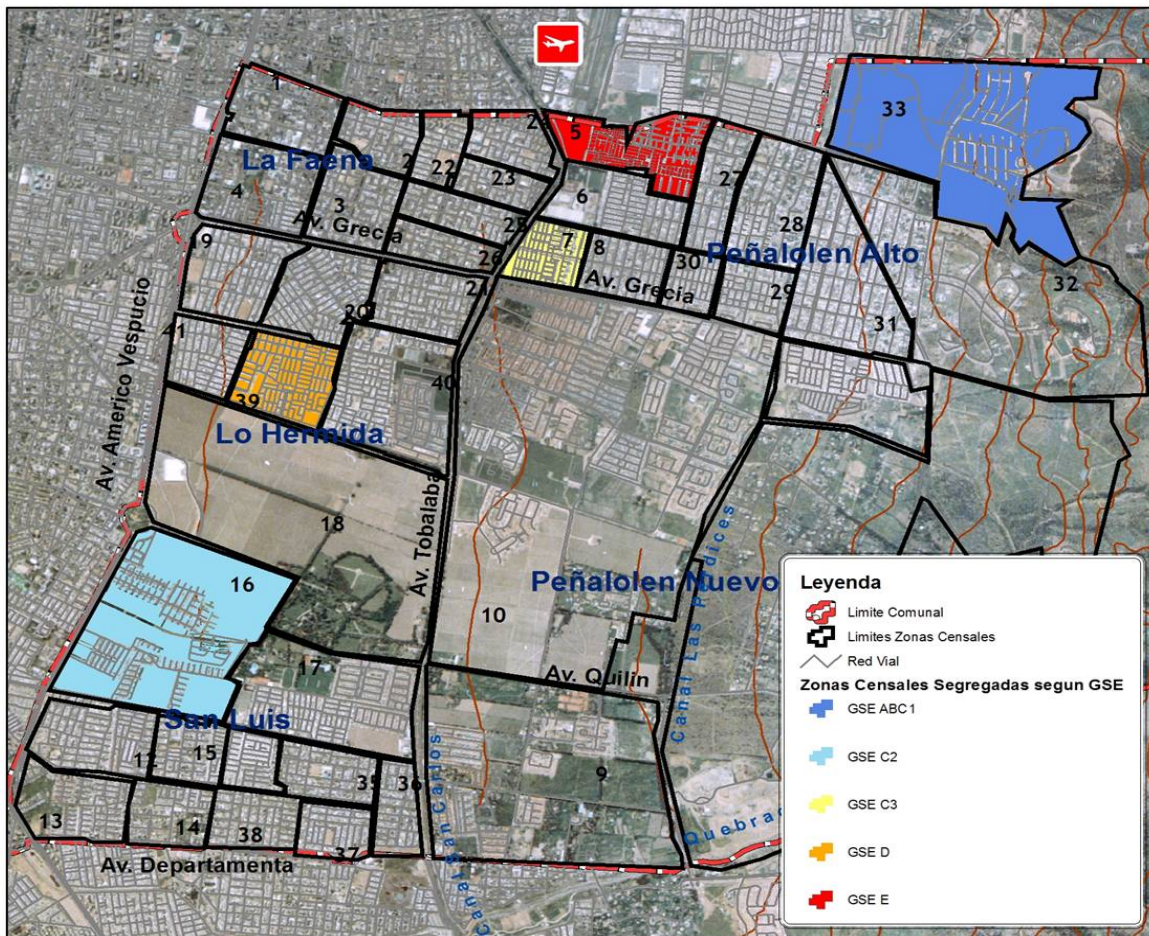 1
2
5
33
La Faena
2
22
23
27
4
3
6
Av. Grecia
25
7
8
28
19
26
30
Peñalolen Alto
21
Av. Grecia
29
32
20
31
41
40
39
Av. Americo Vespucio
Lo Hermida
18
Av. Tobalaba
16
10
Peñalolen Nuevo
17
Av. Quilin
San Luis
15
35
36
9
13
14
38
37
Av. Departamenta
Canal San Carlos
Leyenda
Limite Comunal
Limites Zonas Censales
Red Vial
Zonas Censales Segregadas segun GSE
GSE ABC1
GSE C2
GSE C3
GSE D
GSE E